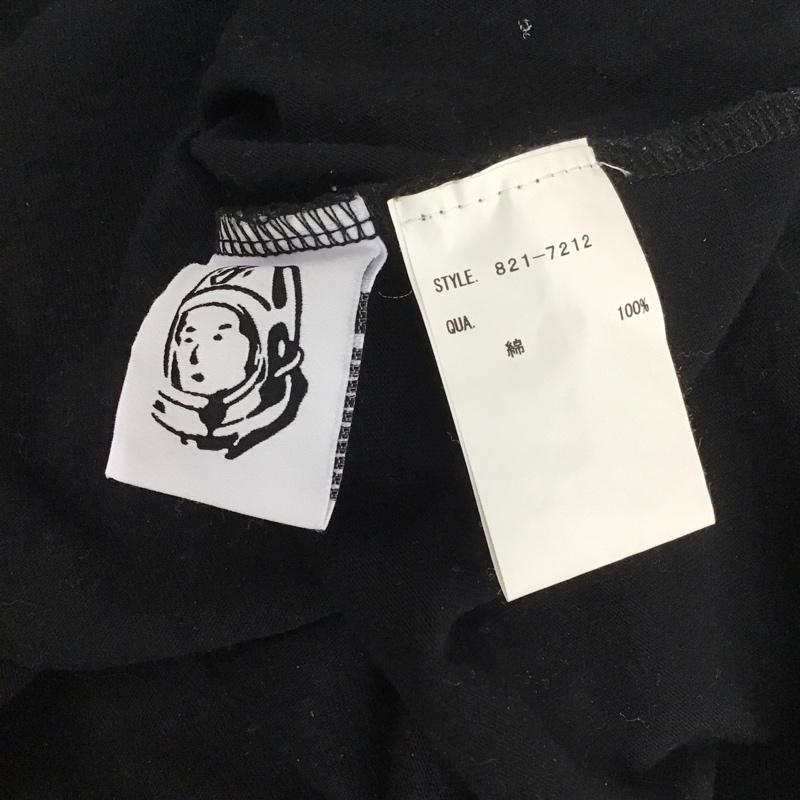 STYLE. 821-7212
QUA. 100%
綿